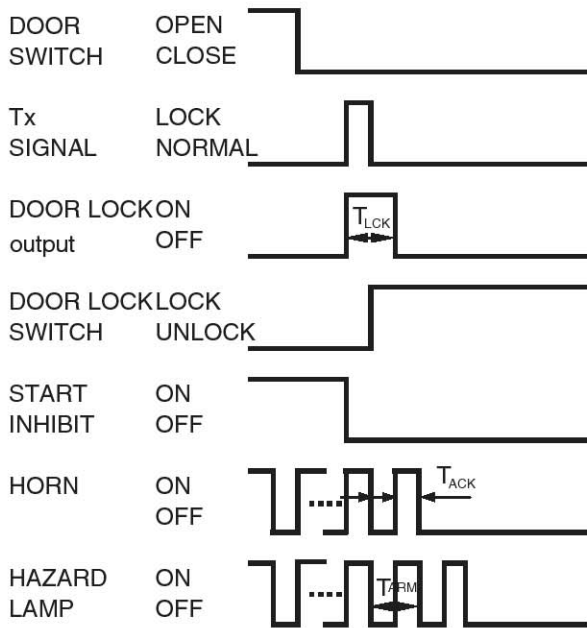 DOOR OPEN
SWITCH CLOSE
Tx LOCK
SIGNAL NORMAL
DOOR LOCK ON
output OFF
TLCK
DOOR LOCK LOCK
SWITCH UNLOCK
START ON
INHIBIT OFF
HORN ON
OFF
TACK
HAZARD ON
LAMP OFF
TARM